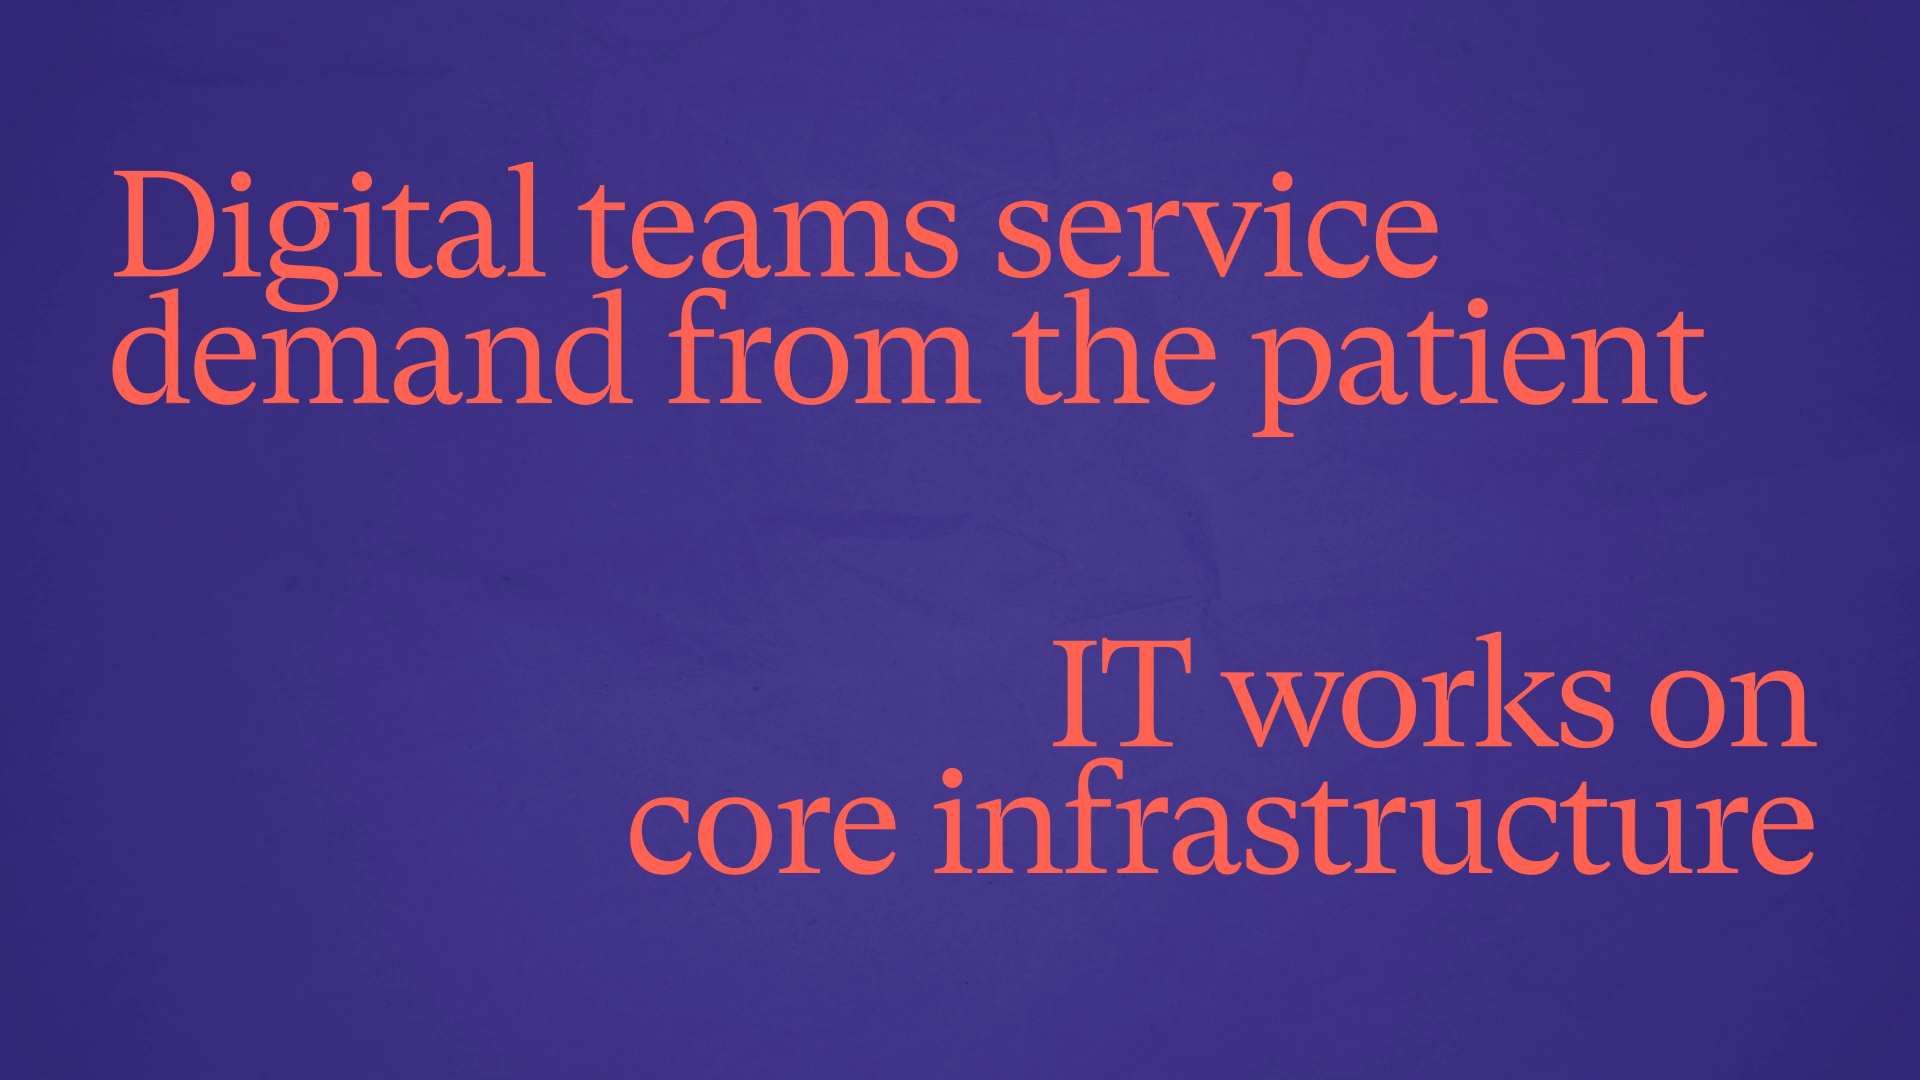 Digital teams service
demand from the patient
IT works on
core infrastructure